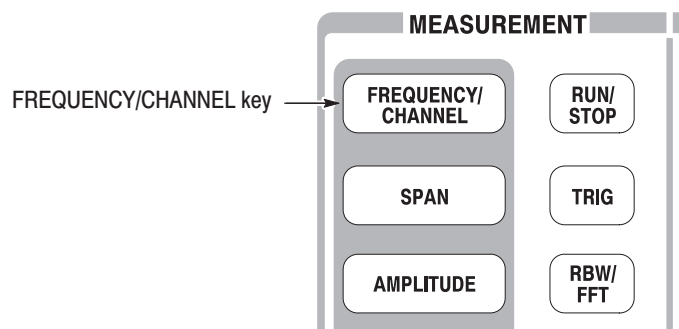 MEASUREMENT
FREQUENCY/CHANNEL key
FREQUENCY/
CHANNEL
RUN/
STOP
SPAN
TRIG
AMPLITUDE
RBW/
FFT